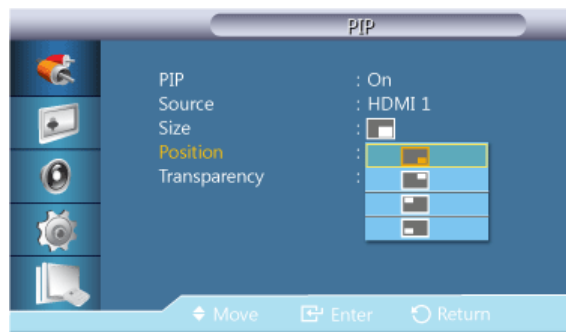 PIP
PIP : On
Source : HDMI 1
Size :
Position :
Transparency :
Move Enter Return